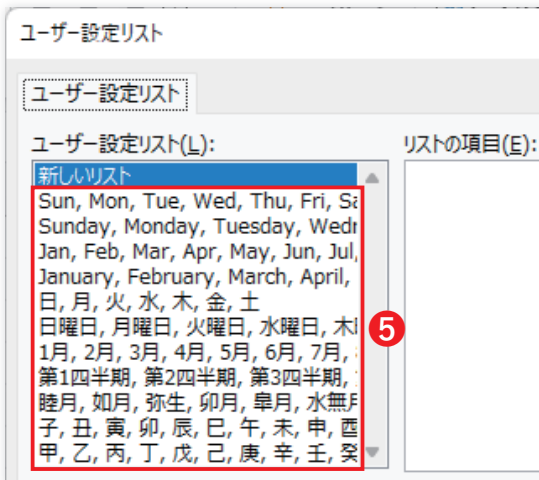 ユーザー設定リスト
ユーザー設定リスト
ユーザー設定リスト(L):
リストの項目(E):
新しいリスト
Sun, Mon, Tue, Wed, Thu, Fri, Sa
Sunday, Monday, Tuesday, Wedn
Jan, Feb, Mar, Apr, May, Jun, Jul,
January, February, March, April,
日, 月, 火, 水, 木, 金, 土
日曜日, 月曜日, 火曜日, 水曜日, 木
5
1月, 2月, 3月, 4月, 5月, 6月, 7月,
第1四半期, 第2四半期, 第3四半期,
睦月, 如月, 弥生, 卯月, 皐月, 水無月
子, 丑, 寅, 卯, 辰, 巳, 午, 未, 申, 酉
甲, 乙, 丙, 丁, 戊, 己, 庚, 辛, 壬, 癸